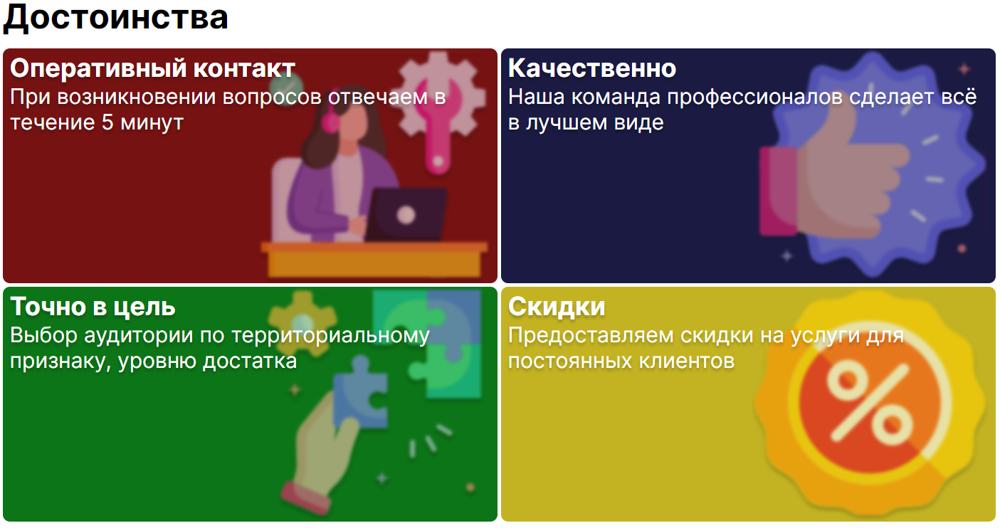 Достоинства
Оперативный контакт
При возникновении вопросов отвечаем в
течение 5 минут
Качественно
Наша команда профессионалов сделает всё
в лучшем виде
Точно в цель
Выбор аудитории по территориальному
признаку, уровню достатка
Скидки
Предоставляем скидки на услуги для
постоянных клиентов
%